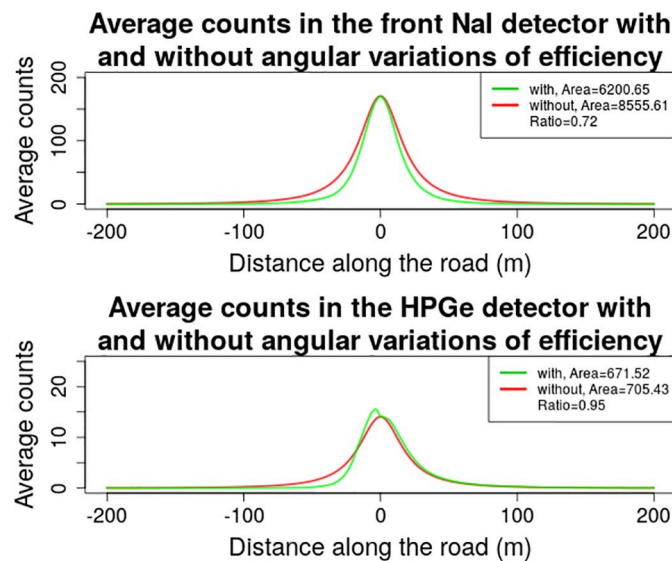 Average counts in the front NaI detector with
and without angular variations of efficiency
Average counts
0
100
200
with, Area=6200.65
without, Area=8555.61
Ratio=0.72
-200 -100 0 100 200
Distance along the road (m)
Average counts in the HPGe detector with
and without angular variations of efficiency
Average counts
0
10
20
with, Area=671.52
without, Area=705.43
Ratio=0.95
-200 -100 0 100 200
Distance along the road (m)